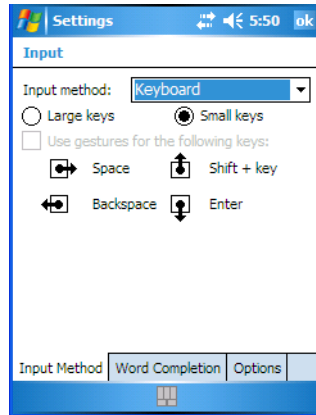 Settings 5:50 ok
Input
Input method: Keyboard
Large keys Small keys
Use gestures for the following keys:
Space Shift + key
Backspace Enter
Input Method Word Completion Options